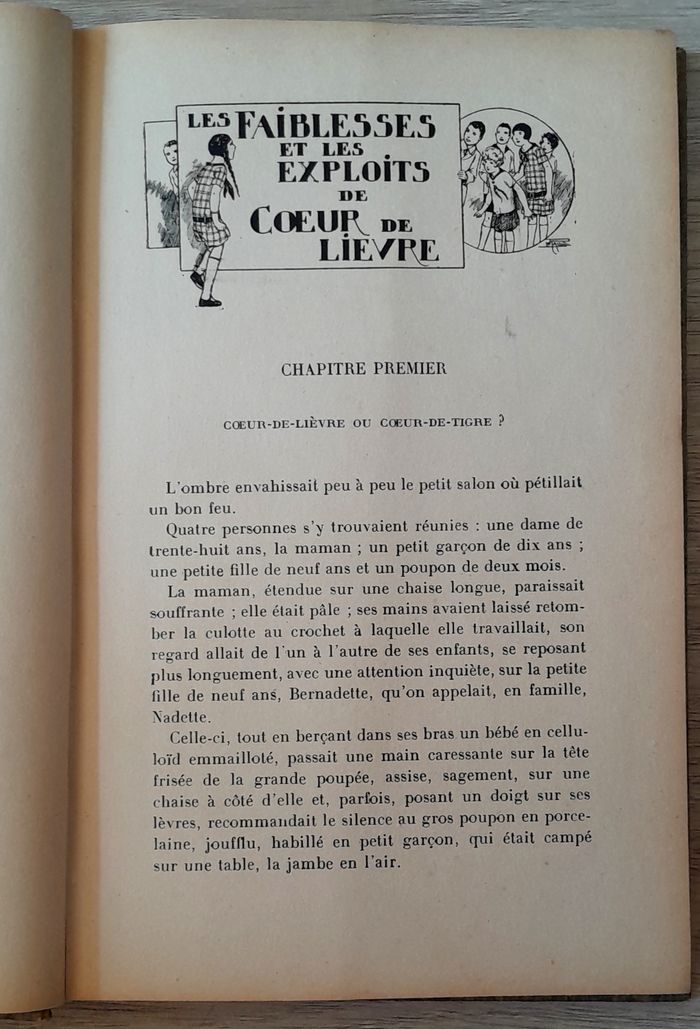 LES FAIBLESSES
ET LES
EXPLOITS
DE
CŒUR DE
LIEVRE
CHAPITRE PREMIER
CŒUR-DE-LIÈVRE OU CŒUR-DE-TIGRE ?
L'ombre envahissait peu à peu le petit salon où pétillait
un bon feu.
Quatre personnes s'y trouvaient réunies : une dame de
trente-huit ans, la maman ; un petit garçon de dix ans ;
une petite fille de neuf ans et un poupon de deux mois.
La maman, étendue sur une chaise longue, paraissait
souffrante ; elle était pâle ; ses mains avaient laissé retom-
ber la culotte au crochet à laquelle elle travaillait, son
regard allait de l'un à l'autre de ses enfants, se reposant
plus longuement, avec une attention inquiète, sur la petite
fille de neuf ans, Bernadette, qu'on appelait, en famille,
Nadette.
Celle-ci, tout en berçant dans ses bras un bébé en cellu-
loïd emmailloté, passait une main caressante sur la tête
frisée de la grande poupée, assise, sagement, sur une
chaise à côté d'elle et, parfois, posant un doigt sur ses
lèvres, recommandait le silence au gros poupon en porce-
laine, joufflu, habillé en petit garçon, qui était campé
sur une table, la jambe en l'air.